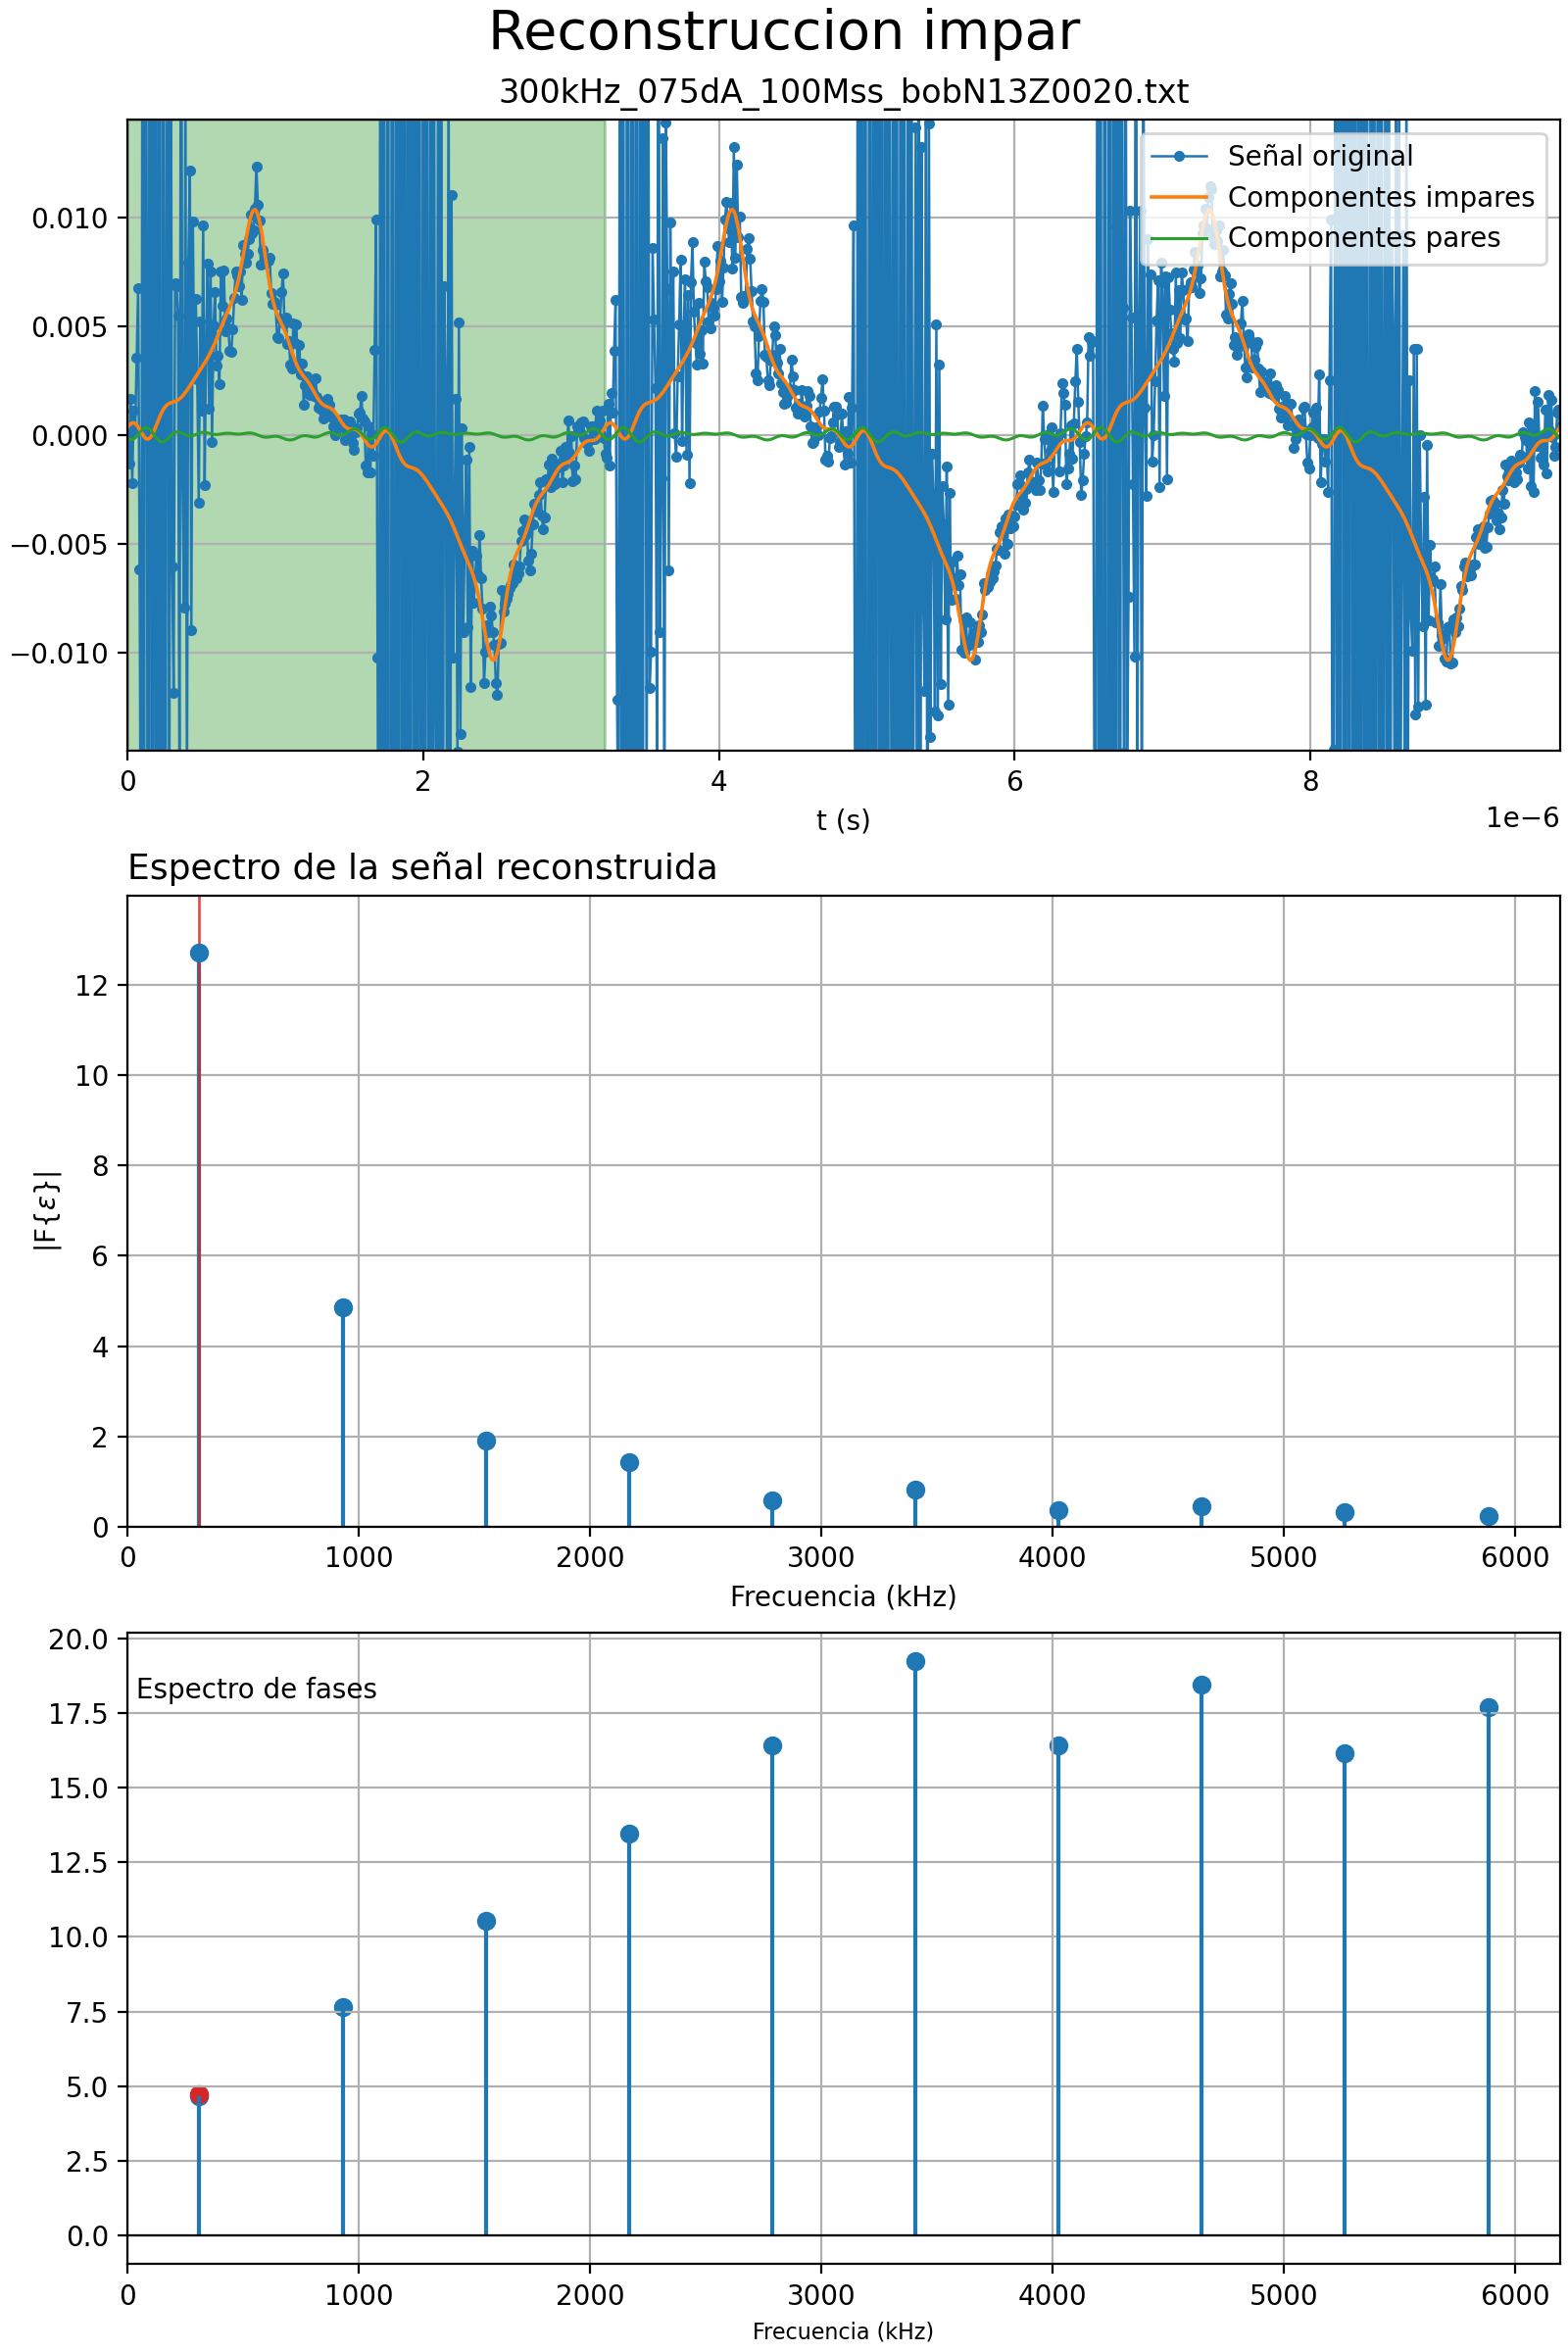 Reconstruccion impar
300kHz_075dA_100Mss_bobN13Z0020.txt
Señal original
Componentes impares
Componentes pares
0.010
0.005
0.000
−0.005
−0.010
0 2 4 6 8
t (s)
1e−6
Espectro de la señal reconstruida
12
10
8
6
4
2
0
|F{ε}|
0 1000 2000 3000 4000 5000 6000
Frecuencia (kHz)
Espectro de fases
20.0
17.5
15.0
12.5
10.0
7.5
5.0
2.5
0.0
0 1000 2000 3000 4000 5000 6000
Frecuencia (kHz)